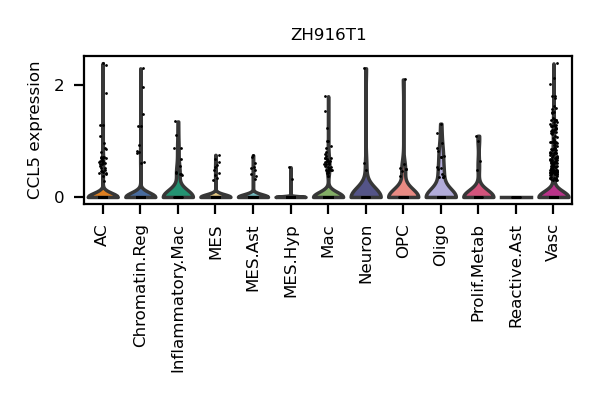 ZH916T1
CCL5 expression
2
0
AC
Chromatin.Reg
Inflammatory.Mac
MES
MES.Ast
MES.Hyp
Mac
Neuron
OPC
Oligo
Prolif.Metab
Reactive.Ast
Vasc